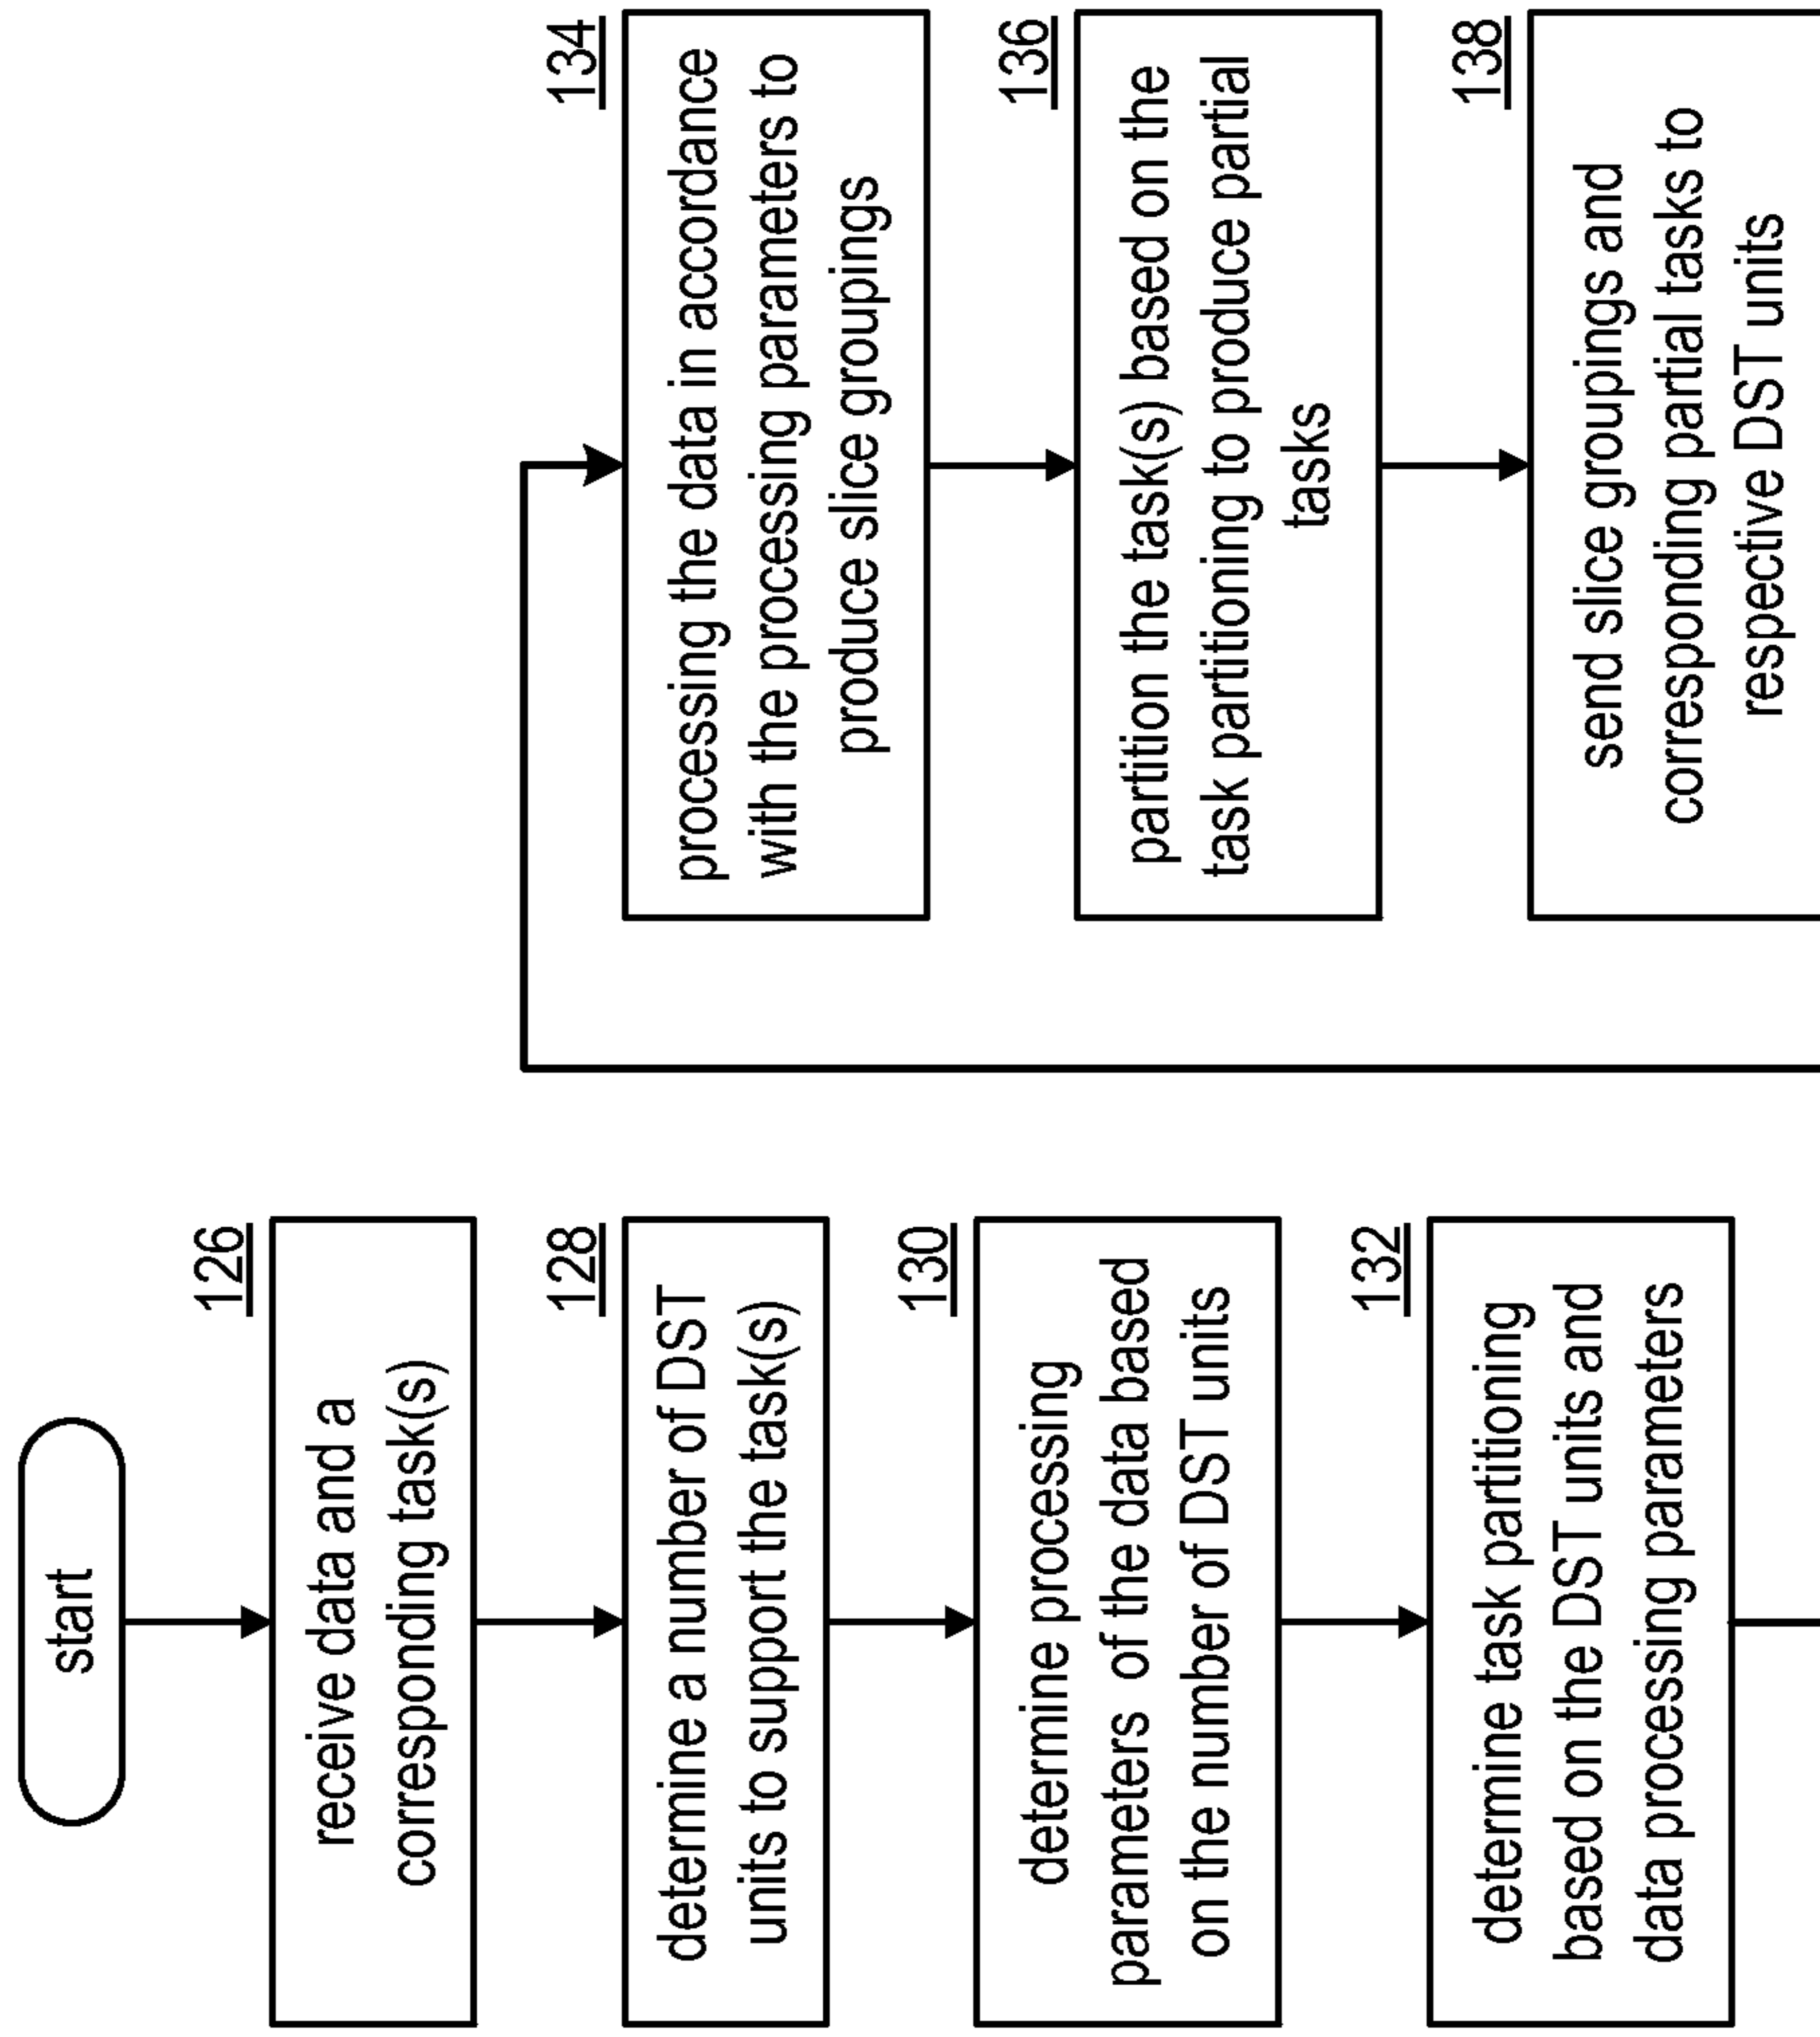 start
126
receive data and a
corresponding task(s)
128
determine a number of DST
units to support the task(s)
130
determine processing
parameters of the data based
on the number of DST units
132
determine task partitioning
based on the DST units and
data processing parameters
134
processing the data in accordance
with the processing parameters to
produce slice groupings
136
partition the task(s) based on the
task partitioning to produce partial
tasks
138
send slice groupings and
corresponding partial tasks to
respective DST units